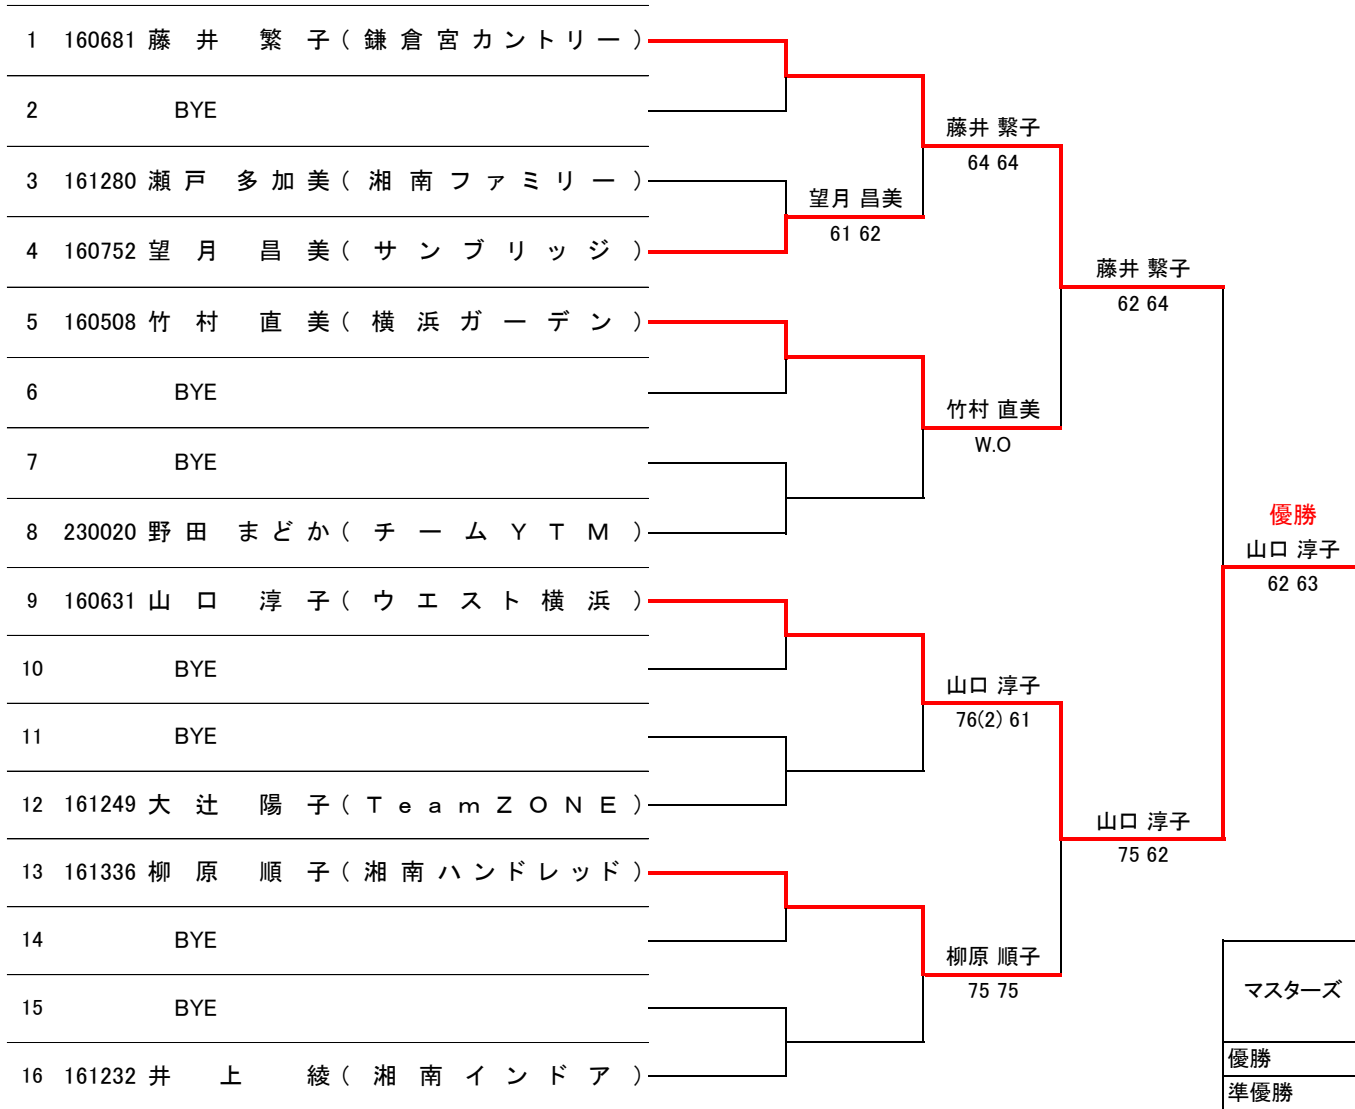 1 160681 藤井 繁子(鎌倉宮カントリー)
2 BYE
藤井 繫子
64 64
3 161280 瀬戸 多加美(湘南ファミリー)
望月 昌美
61 62
4 160752 望月 昌美(サンブリッジ)
藤井 繫子
62 64
5 160508 竹村 直美(横浜ガーデン)
6 BYE
竹村 直美
W.O
7 BYE
8 230020 野田 まどか(チームYTM)
優勝
山口 淳子
62 63
9 160631 山口 淳子(ウエスト横浜)
10 BYE
山口 淳子
76(2) 61
11 BYE
12 161249 大辻 陽子(TeamZONE)
山口 淳子
75 62
13 161336 柳原 順子(湘南ハンドレッド)
14 BYE
柳原 順子
75 75
15 BYE
マスターズ
16 161232 井上 綾(湘南インドア)
優勝
準優勝